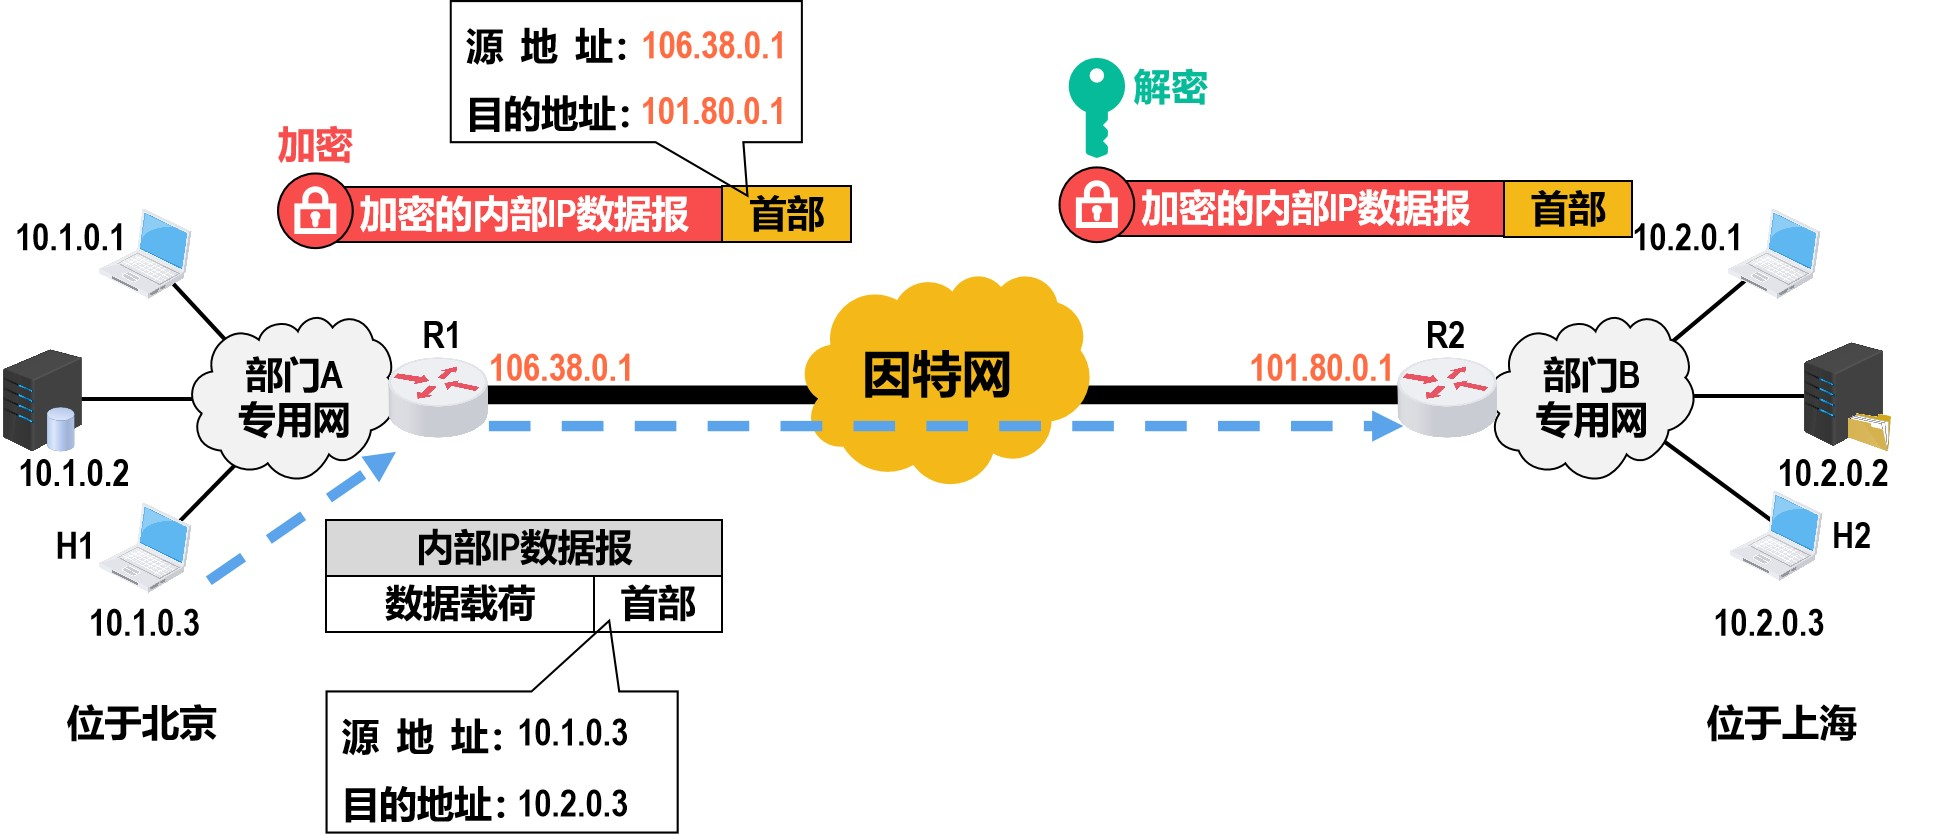 源 地 址：106.38.0.1
目的地址：101.80.0.1
加密
加密的内部IP数据报
首部
解密
加密的内部IP数据报
首部
10.1.0.1
10.2.0.1
R1
106.38.0.1
因特网
101.80.0.1
R2
部门A
专用网
部门B
专用网
10.1.0.2
10.2.0.2
H1
10.1.0.3
H2
10.2.0.3
内部IP数据报
数据载荷
首部
源 地 址：10.1.0.3
目的地址：10.2.0.3
位于北京
位于上海